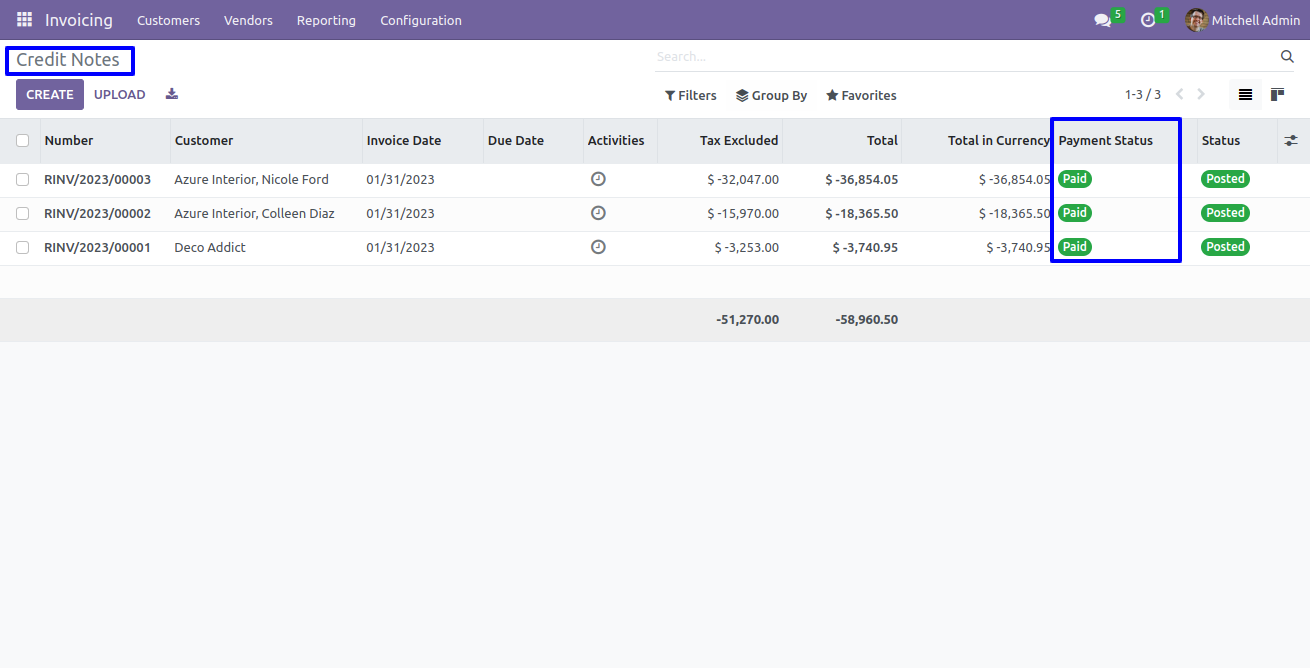 Invoicing Customers Vendors Reporting Configuration 5 1 Mitchell Admin
Credit Notes Search...
CREATE UPLOAD Filters Group By Favorites 1-3 / 3
Number Customer Invoice Date Due Date Activities Tax Excluded Total Total in Currency Payment Status Status
RINV/2023/00003 Azure Interior, Nicole Ford 01/31/2023 $ -32,047.00 $ -36,854.05 $ -36,854.05 Paid Posted
RINV/2023/00002 Azure Interior, Colleen Diaz 01/31/2023 $ -15,970.00 $ -18,365.50 $ -18,365.50 Paid Posted
RINV/2023/00001 Deco Addict 01/31/2023 $ -3,253.00 $ -3,740.95 $ -3,740.95 Paid Posted
-51,270.00 -58,960.50